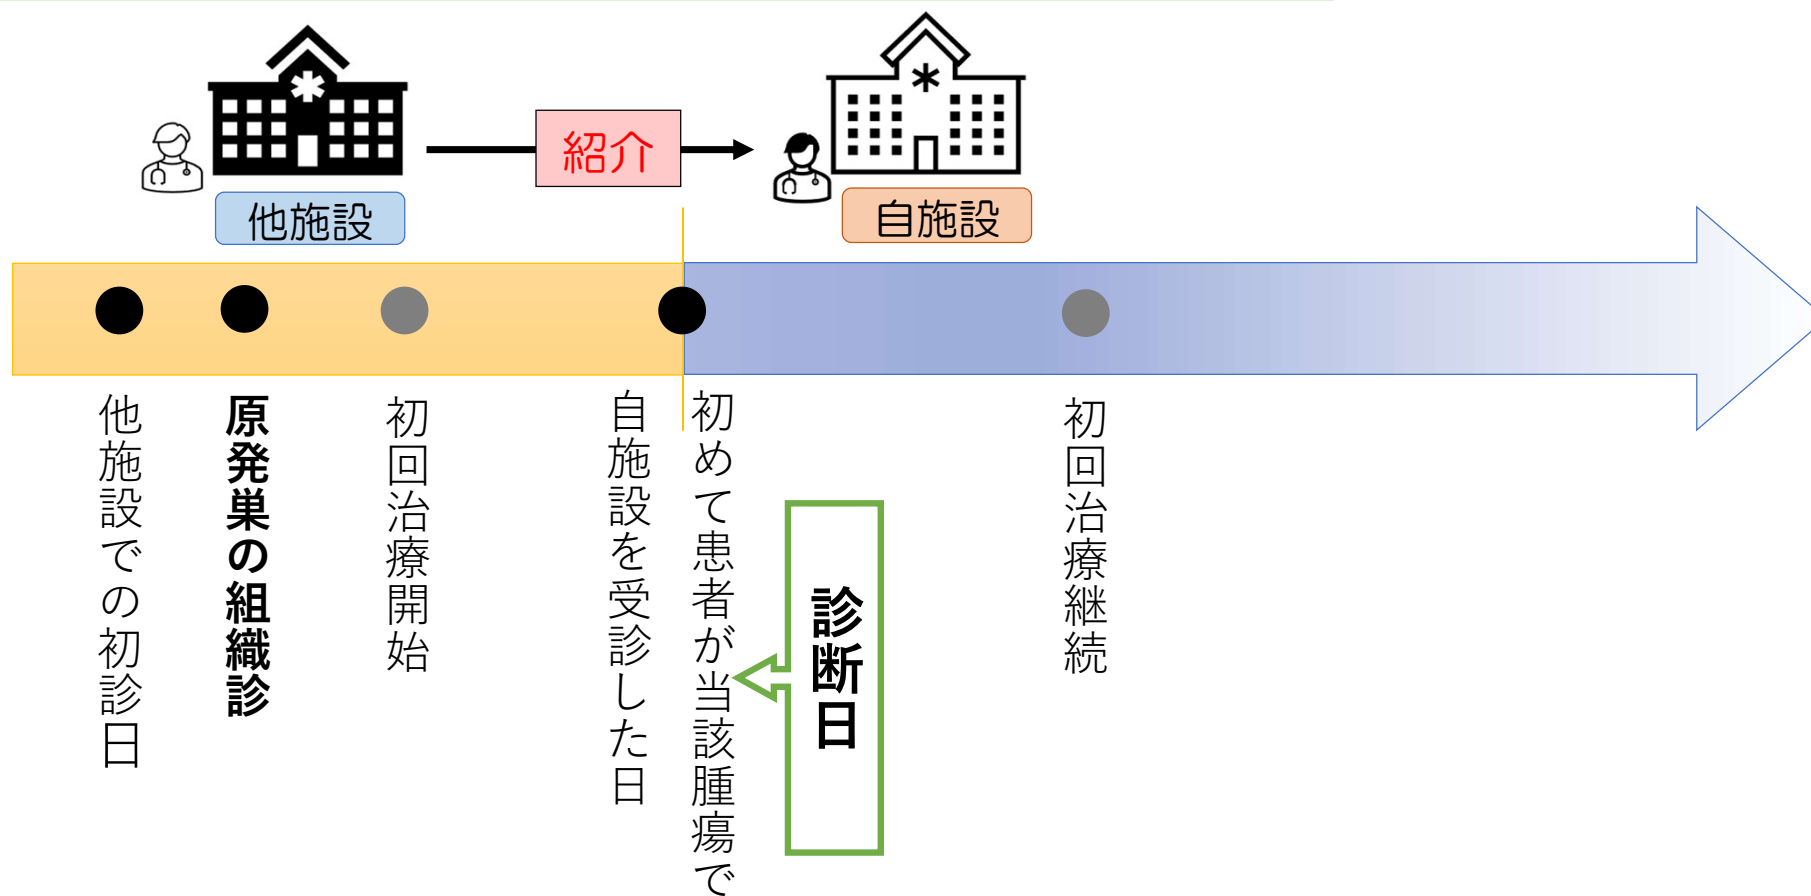 紹介
他施設
自施設
他施設での初診日
原発巣の組織診
初回治療開始
初めて患者が当該腫瘍で
自施設を受診した日
診断日
初回治療継続